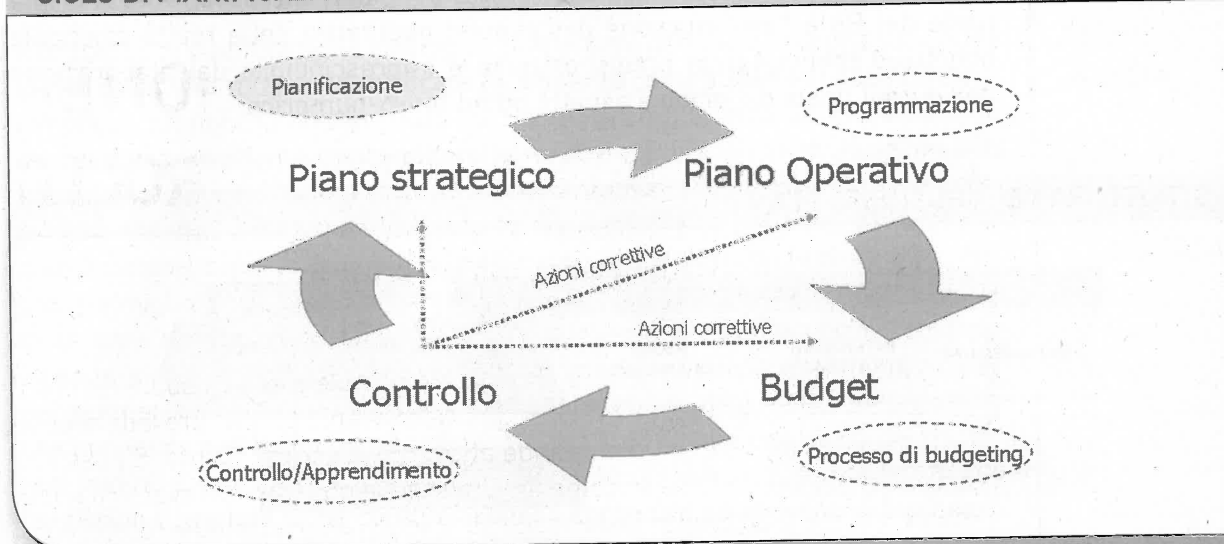 Pianificazione
Programmazione
Piano strategico
Piano Operativo
Azioni correttive
Azioni correttive
Controllo
Budget
Controllo/Apprendimento
Processo di budgeting